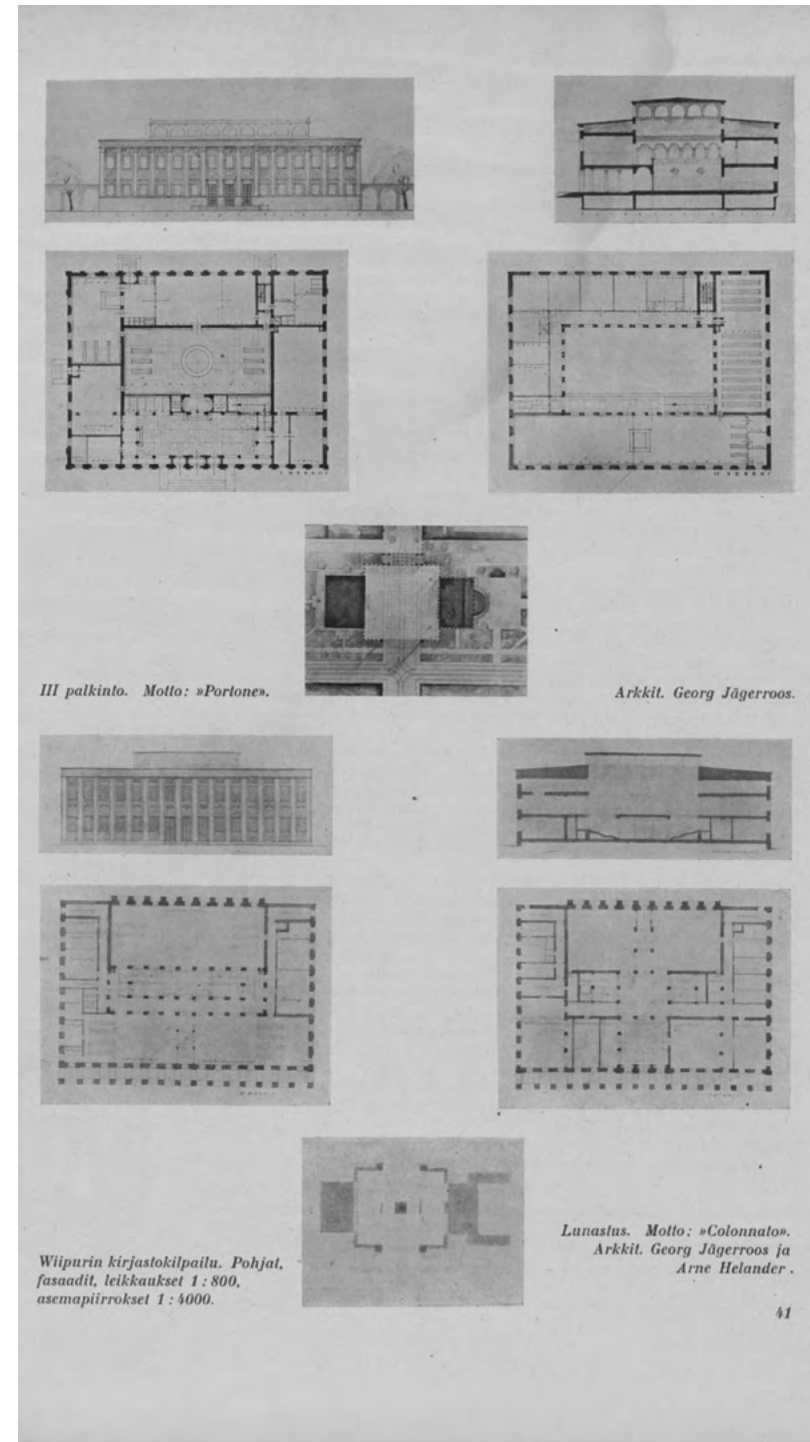 III palkinto. Motto: »Portone».
Arkkit. Georg Jägerroos.
Wiipurin kirjastokilpailu. Pohjat,
fasaadit, leikkaukset 1 : 800,
asemapiirrokset 1 : 4000.
Lunastus. Motto: »Colonnato».
Arkkit. Georg Jägerroos ja
Arne Helander.
41